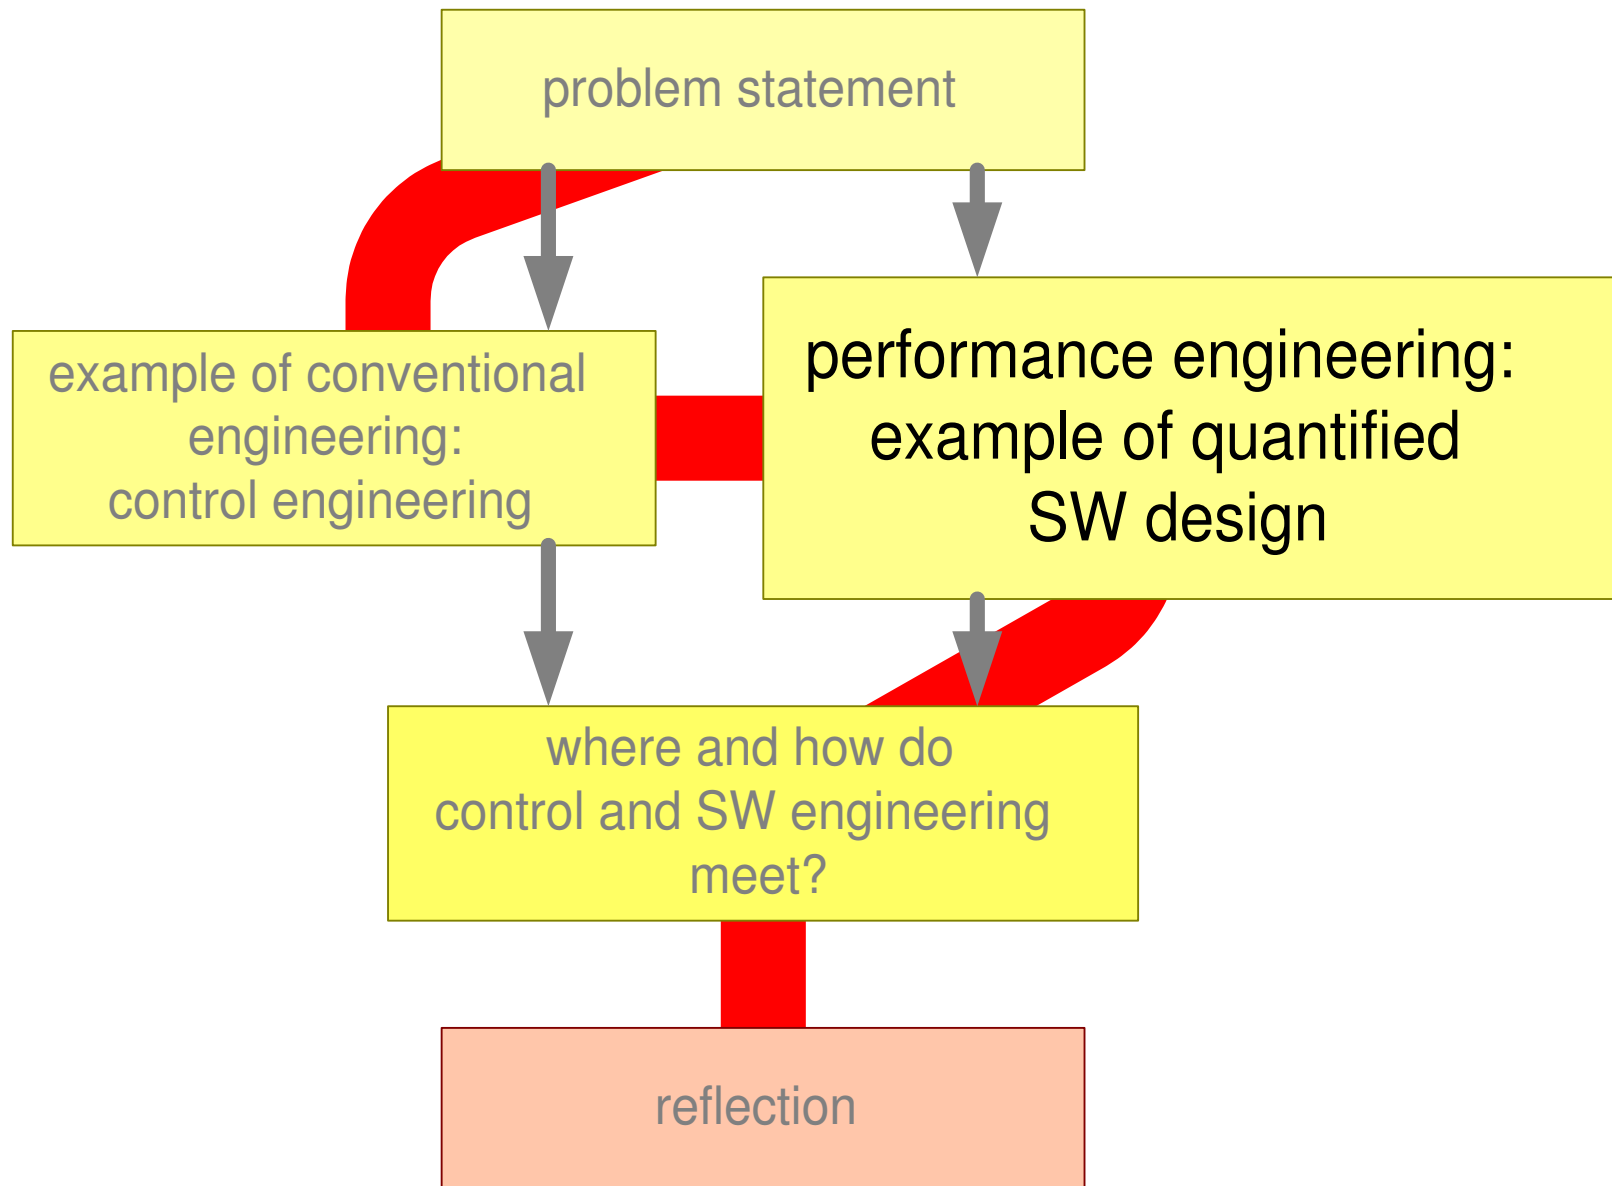 problem statement
example of conventional
engineering:
control engineering
performance engineering:
example of quantified
SW design
where and how do
control and SW engineering
meet?
reflection